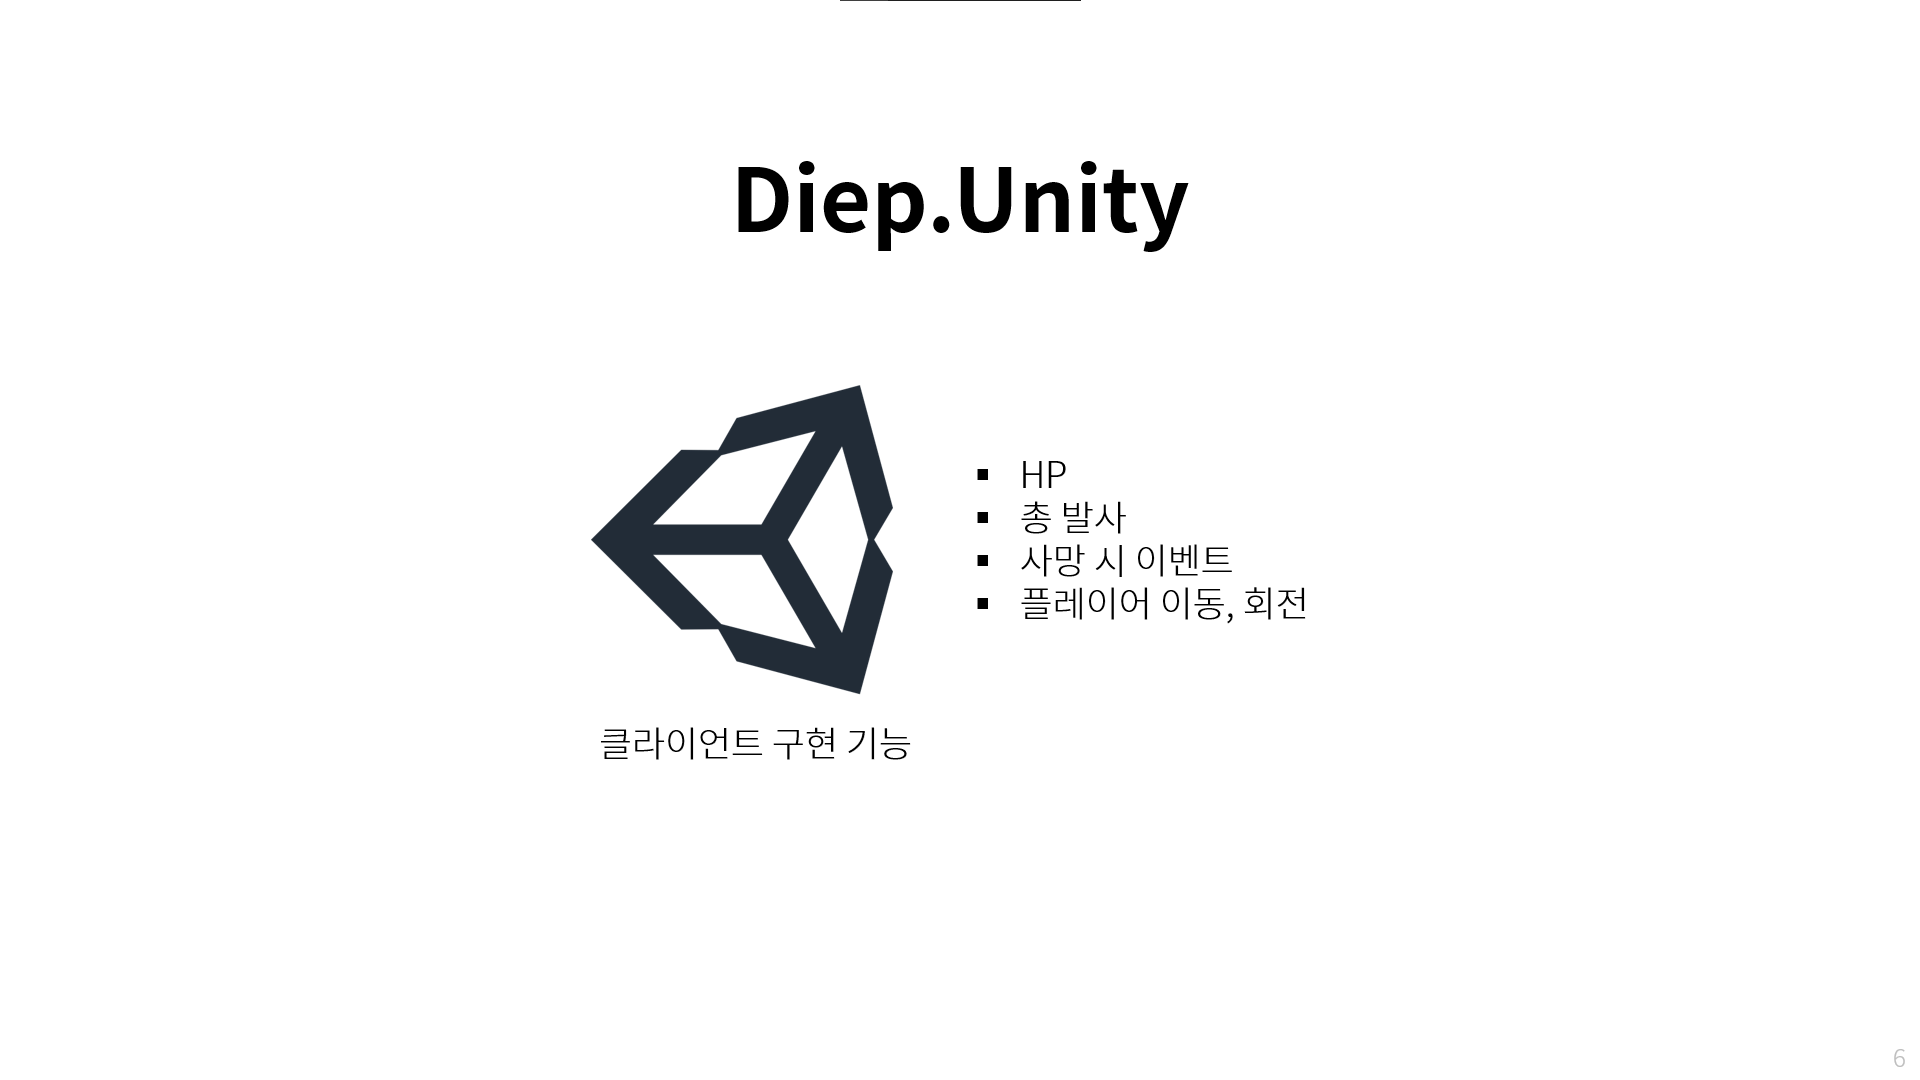 Diep.Unity
▪ HP
▪ 총 발사
▪ 사망 시 이벤트
▪ 플레이어 이동, 회전
클라이언트 구현 기능
6